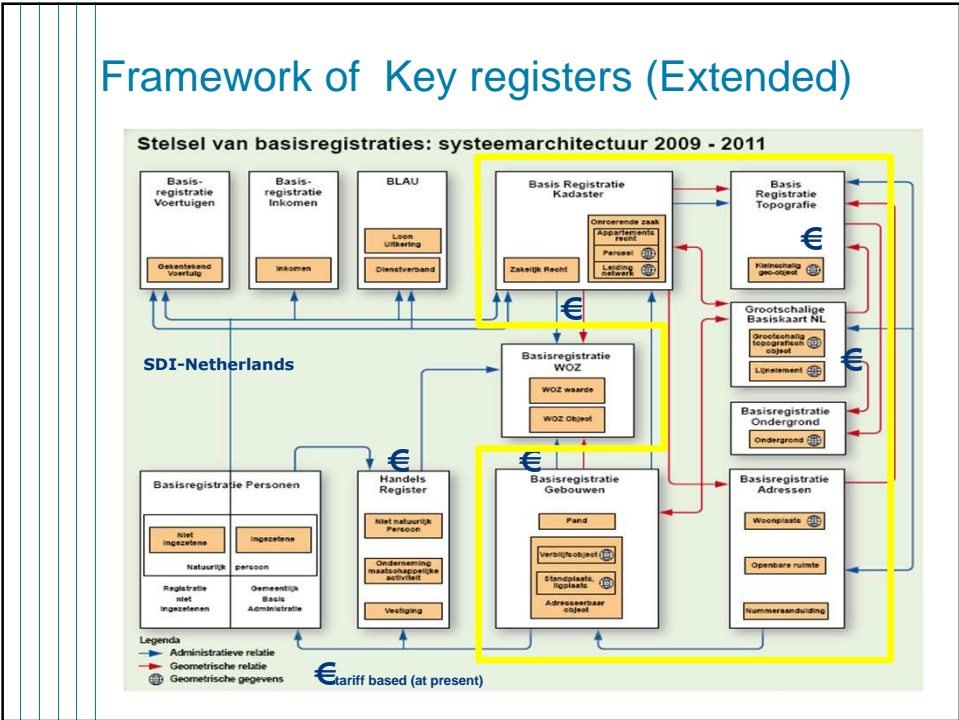 Framework of Key registers (Extended)
Stelsel van basisregistraties: systeemarchitectuur 2009 - 2011
Basis-
registratie
Voertuigen
Gekentekend
Voertuig
Basis-
registratie
Inkomen
Inkomen
BLAU
Loon
Uitkering
Dienstverband
Basis Registratie
Kadaster
Onroerende zaak
Appartements
recht
Perceel
Leiding
netwerk
Zakelijk Recht
Basis
Registratie
Topografie
€
Kleinschalig
geo-object
€
Grootschalige
Basiskaart NL
Grootschalig
topografisch
object
Lijnelement
€
SDI-Netherlands
Basisregistratie
WOZ
WOZ waarde
WOZ Object
Basisregistratie
Ondergrond
Ondergrond
€
€
Basisregistratie Personen
Niet
Ingezetene
Ingezetene
Natuurlijk persoon
Registratie
niet
Ingezetenen
Gemeentlijk
Basis
Administratie
Handels
Register
Niet natuurlijk
Persoon
Onderneming
maatschappelijke
activiteit
Vestiging
Basisregistratie
Gebouwen
Pand
Verblijfsobject
Standplaats,
ligplaats
Adresseerbaar
object
Basisregistratie
Adressen
Woonplaats
Openbare ruimte
Nummeraanduiding
Legenda
Administratieve relatie
Geometrische relatie
Geometrische gegevens
€tariff based (at present)